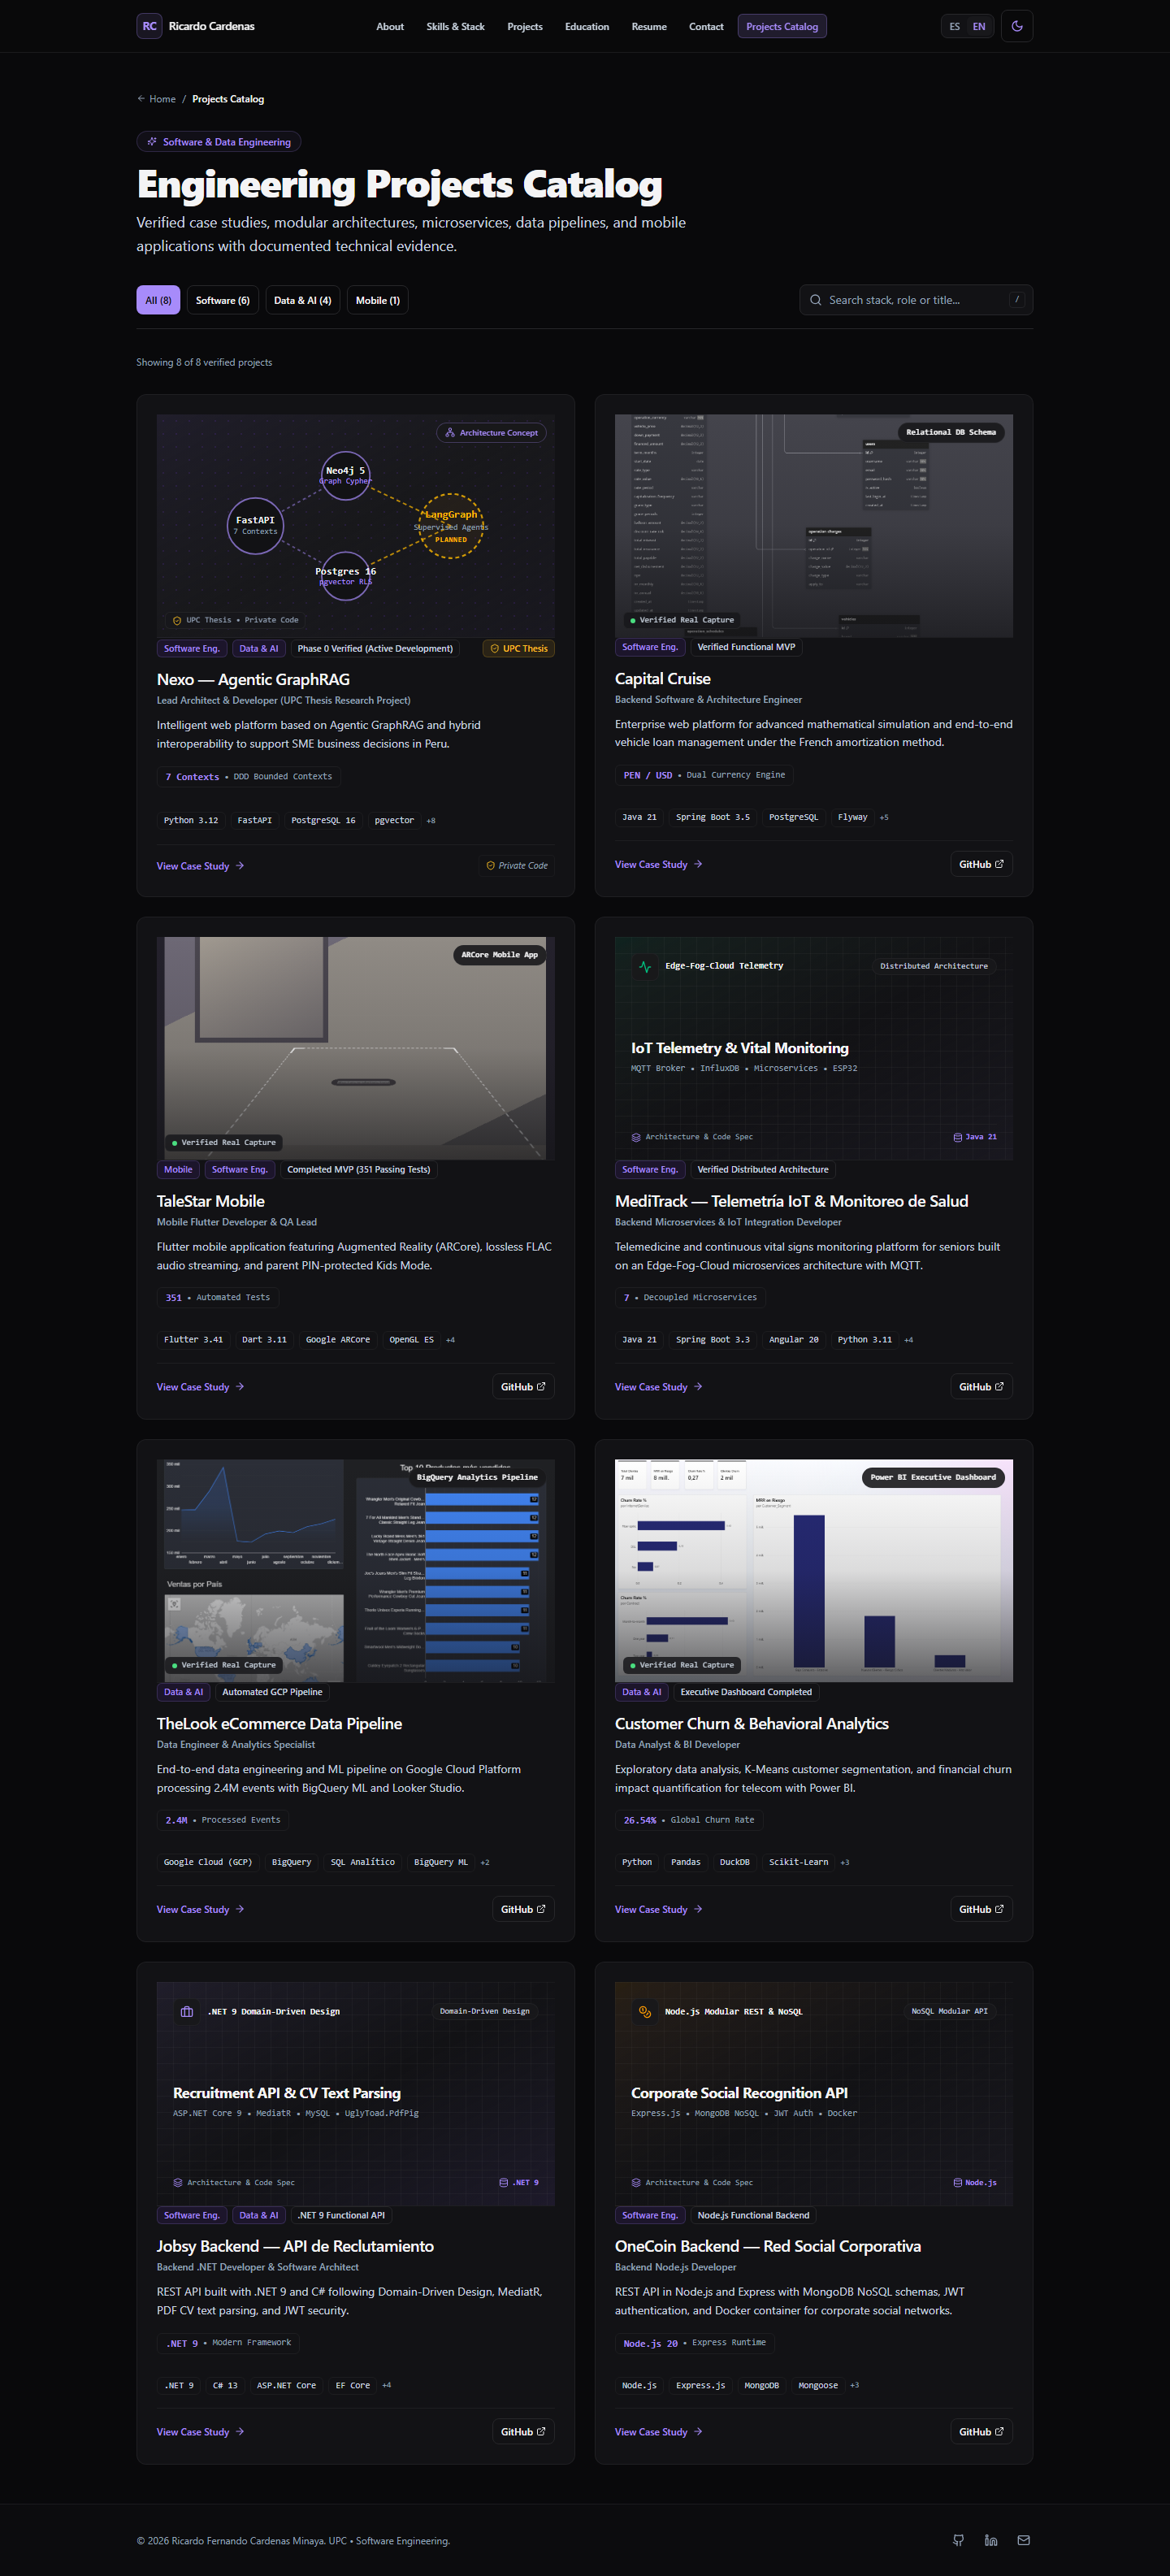 RC Ricardo Cardenas
About
Skills & Stack
Projects
Education
Resume
Contact
Projects Catalog
ES EN
← Home / Projects Catalog
Software & Data Engineering
Engineering Projects Catalog
Verified case studies, modular architectures, microservices, data pipelines, and mobile
applications with documented technical evidence.
All (8)
Software (6)
Data & AI (4)
Mobile (1)
Search stack, role or title...
/
Showing 8 of 8 verified projects
Architecture Concept
Neo4j 5
Graph Cypher
FastAPI
7 Contexts
LangGraph
Supervised Agents
PLANNED
Postgres 16
pgvector RLS
UPC Thesis • Private Code
Software Eng.
Data & AI
Phase 0 Verified (Active Development)
UPC Thesis
Nexo — Agentic GraphRAG
Lead Architect & Developer (UPC Thesis Research Project)
Intelligent web platform based on Agentic GraphRAG and hybrid
interoperability to support SME business decisions in Peru.
7 Contexts • DDD Bounded Contexts
Python 3.12
FastAPI
PostgreSQL 16
pgvector
+8
View Case Study →
Private Code
Relational DB Schema
Verified Real Capture
Software Eng.
Verified Functional MVP
Capital Cruise
Backend Software & Architecture Engineer
Enterprise web platform for advanced mathematical simulation and end-to-end
vehicle loan management under the French amortization method.
PEN / USD • Dual Currency Engine
Java 21
Spring Boot 3.5
PostgreSQL
Flyway
+5
View Case Study →
GitHub
ARCore Mobile App
Verified Real Capture
Mobile
Software Eng.
Completed MVP (351 Passing Tests)
TaleStar Mobile
Mobile Flutter Developer & QA Lead
Flutter mobile application featuring Augmented Reality (ARCore), lossless FLAC
audio streaming, and parent PIN-protected Kids Mode.
351 • Automated Tests
Flutter 3.41
Dart 3.11
Google ARCore
OpenGL ES
+4
View Case Study →
GitHub
Edge-Fog-Cloud Telemetry
Distributed Architecture
IoT Telemetry & Vital Monitoring
MQTT Broker • InfluxDB • Microservices • ESP32
Architecture & Code Spec
Java 21
Software Eng.
Verified Distributed Architecture
MediTrack — Telemetría IoT & Monitoreo de Salud
Backend Microservices & IoT Integration Developer
Telemedicine and continuous vital signs monitoring platform for seniors built
on an Edge-Fog-Cloud microservices architecture with MQTT.
7 • Decoupled Microservices
Java 21
Spring Boot 3.3
Angular 20
Python 3.11
+4
View Case Study →
GitHub
BigQuery Analytics Pipeline
Ventas por País
Verified Real Capture
Data & AI
Automated GCP Pipeline
TheLook eCommerce Data Pipeline
Data Engineer & Analytics Specialist
End-to-end data engineering and ML pipeline on Google Cloud Platform
processing 2.4M events with BigQuery ML and Looker Studio.
2.4M • Processed Events
Google Cloud (GCP)
BigQuery
SQL Analítico
BigQuery ML
+2
View Case Study →
GitHub
Power BI Executive Dashboard
7 mil
8 mill.
0,27
2 mil
Churn Rate %
MRR en Riesgo
Churn Rate %
Verified Real Capture
Data & AI
Executive Dashboard Completed
Customer Churn & Behavioral Analytics
Data Analyst & BI Developer
Exploratory data analysis, K-Means customer segmentation, and financial churn
impact quantification for telecom with Power BI.
26.54% • Global Churn Rate
Python
Pandas
DuckDB
Scikit-Learn
+3
View Case Study →
GitHub
.NET 9 Domain-Driven Design
Domain-Driven Design
Recruitment API & CV Text Parsing
ASP.NET Core 9 • MediatR • MySQL • UglyToad.PdfPig
Architecture & Code Spec
.NET 9
Software Eng.
Data & AI
.NET 9 Functional API
Jobsy Backend — API de Reclutamiento
Backend .NET Developer & Software Architect
REST API built with .NET 9 and C# following Domain-Driven Design, MediatR,
PDF CV text parsing, and JWT security.
.NET 9 • Modern Framework
.NET 9
C# 13
ASP.NET Core
EF Core
+4
View Case Study →
GitHub
Node.js Modular REST & NoSQL
NoSQL Modular API
Corporate Social Recognition API
Express.js • MongoDB NoSQL • JWT Auth • Docker
Architecture & Code Spec
Node.js
Software Eng.
Node.js Functional Backend
OneCoin Backend — Red Social Corporativa
Backend Node.js Developer
REST API in Node.js and Express with MongoDB NoSQL schemas, JWT
authentication, and Docker container for corporate social networks.
Node.js 20 • Express Runtime
Node.js
Express.js
MongoDB
Mongoose
+3
View Case Study →
GitHub
© 2026 Ricardo Fernando Cardenas Minaya. UPC • Software Engineering.